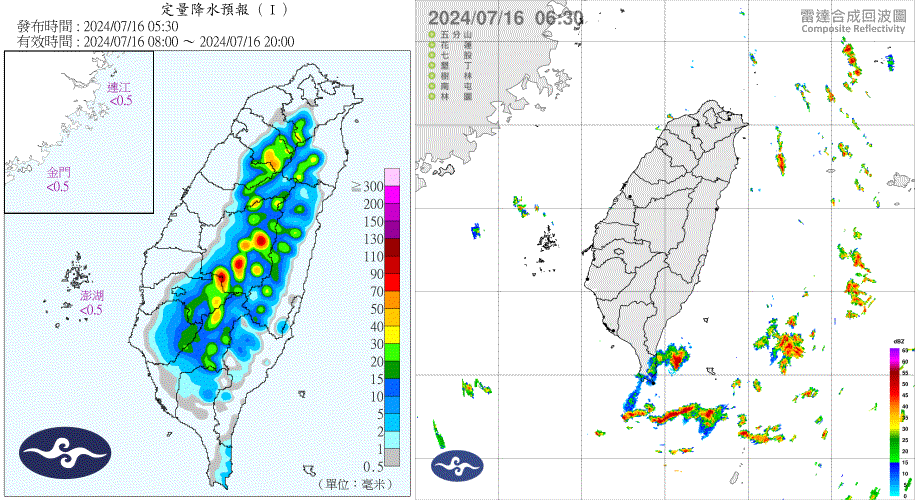 定量降水預報 ( I )
發布時間 : 2024/07/16 05:30
有效時間 : 2024/07/16 08:00 ～ 2024/07/16 20:00
連江
<0.5
金門
<0.5
澎湖
<0.5
≧
300
200
150
130
110
90
70
50
40
30
20
15
10
5
2
1
0.5
(單位：毫米)
2024/07/16 06:30
五分山
花蓮
七股
墾丁
樹林
南屯
林園
雷達合成回波圖
Composite Reflectivity
dBZ
65
60
55
50
45
40
35
30
25
20
15
10
5
0